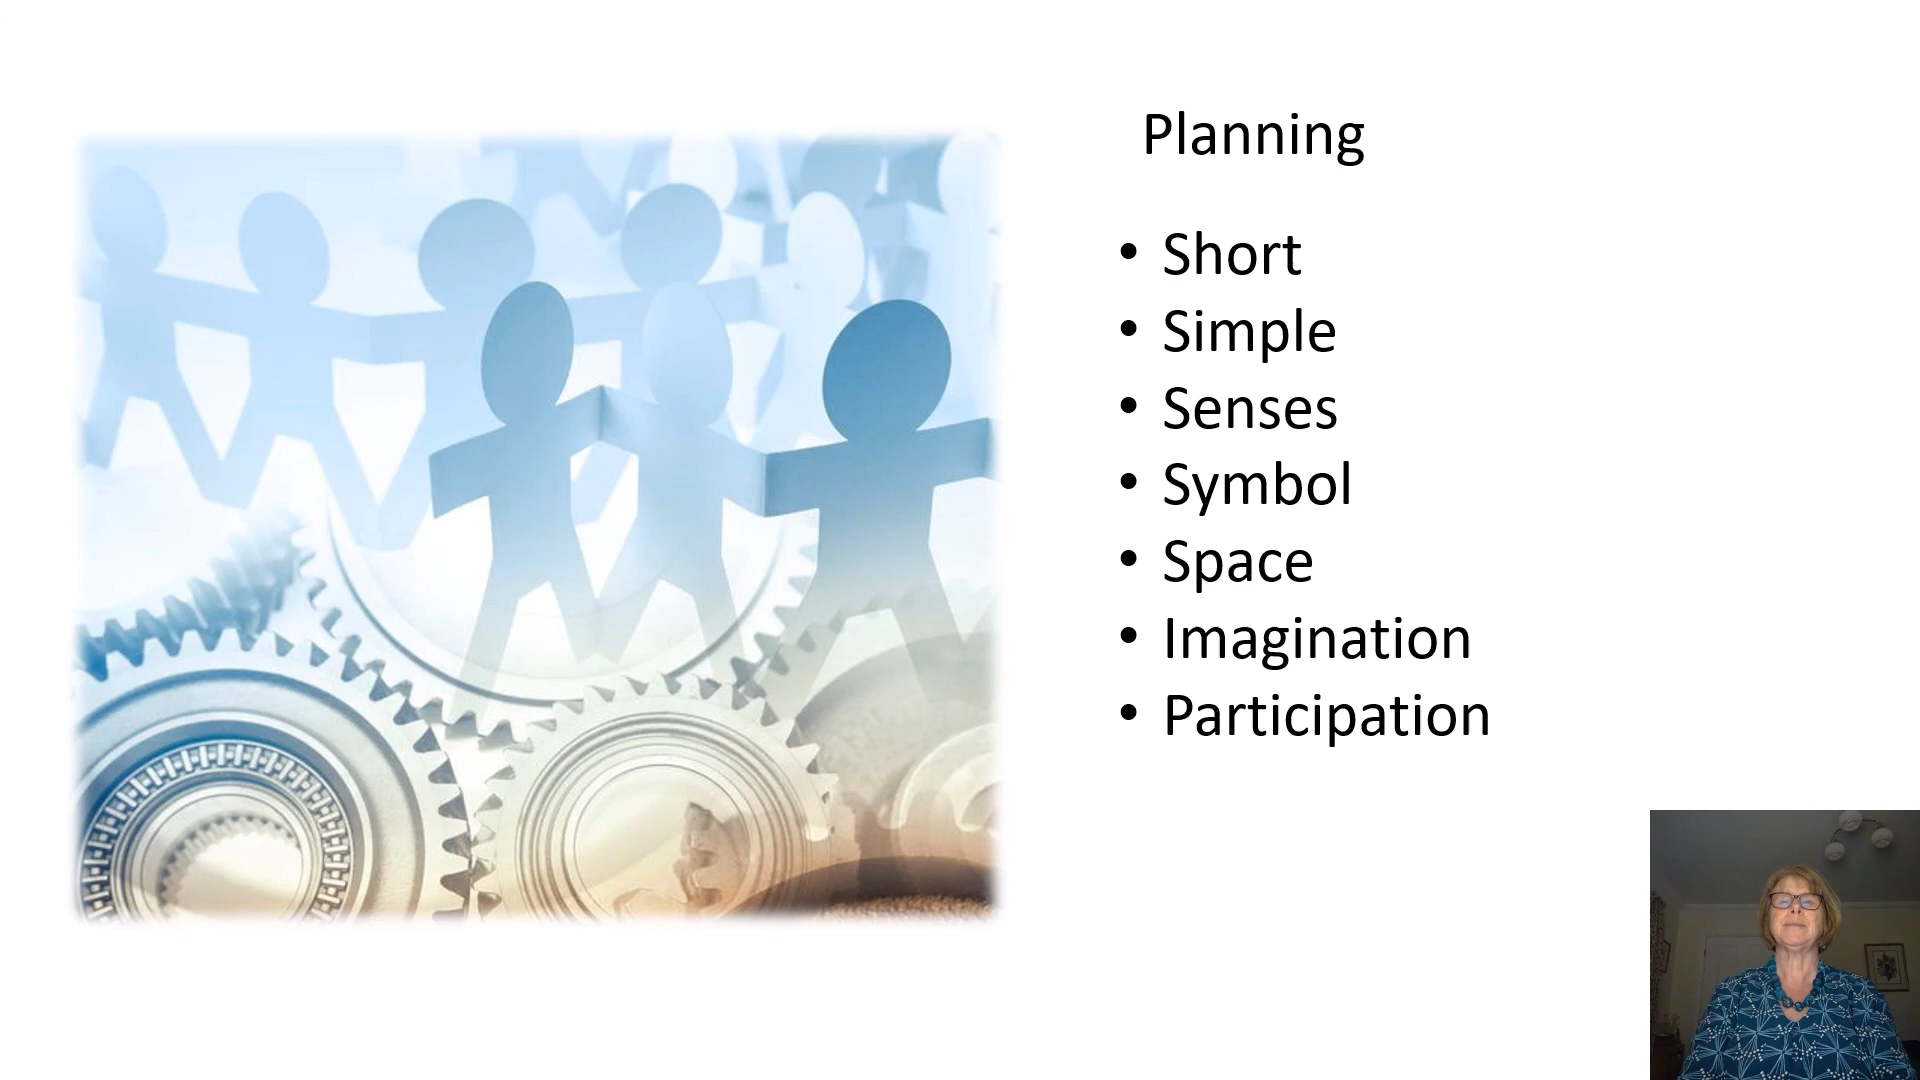 Planning
• Short
• Simple
• Senses
• Symbol
• Space
• Imagination
• Participation